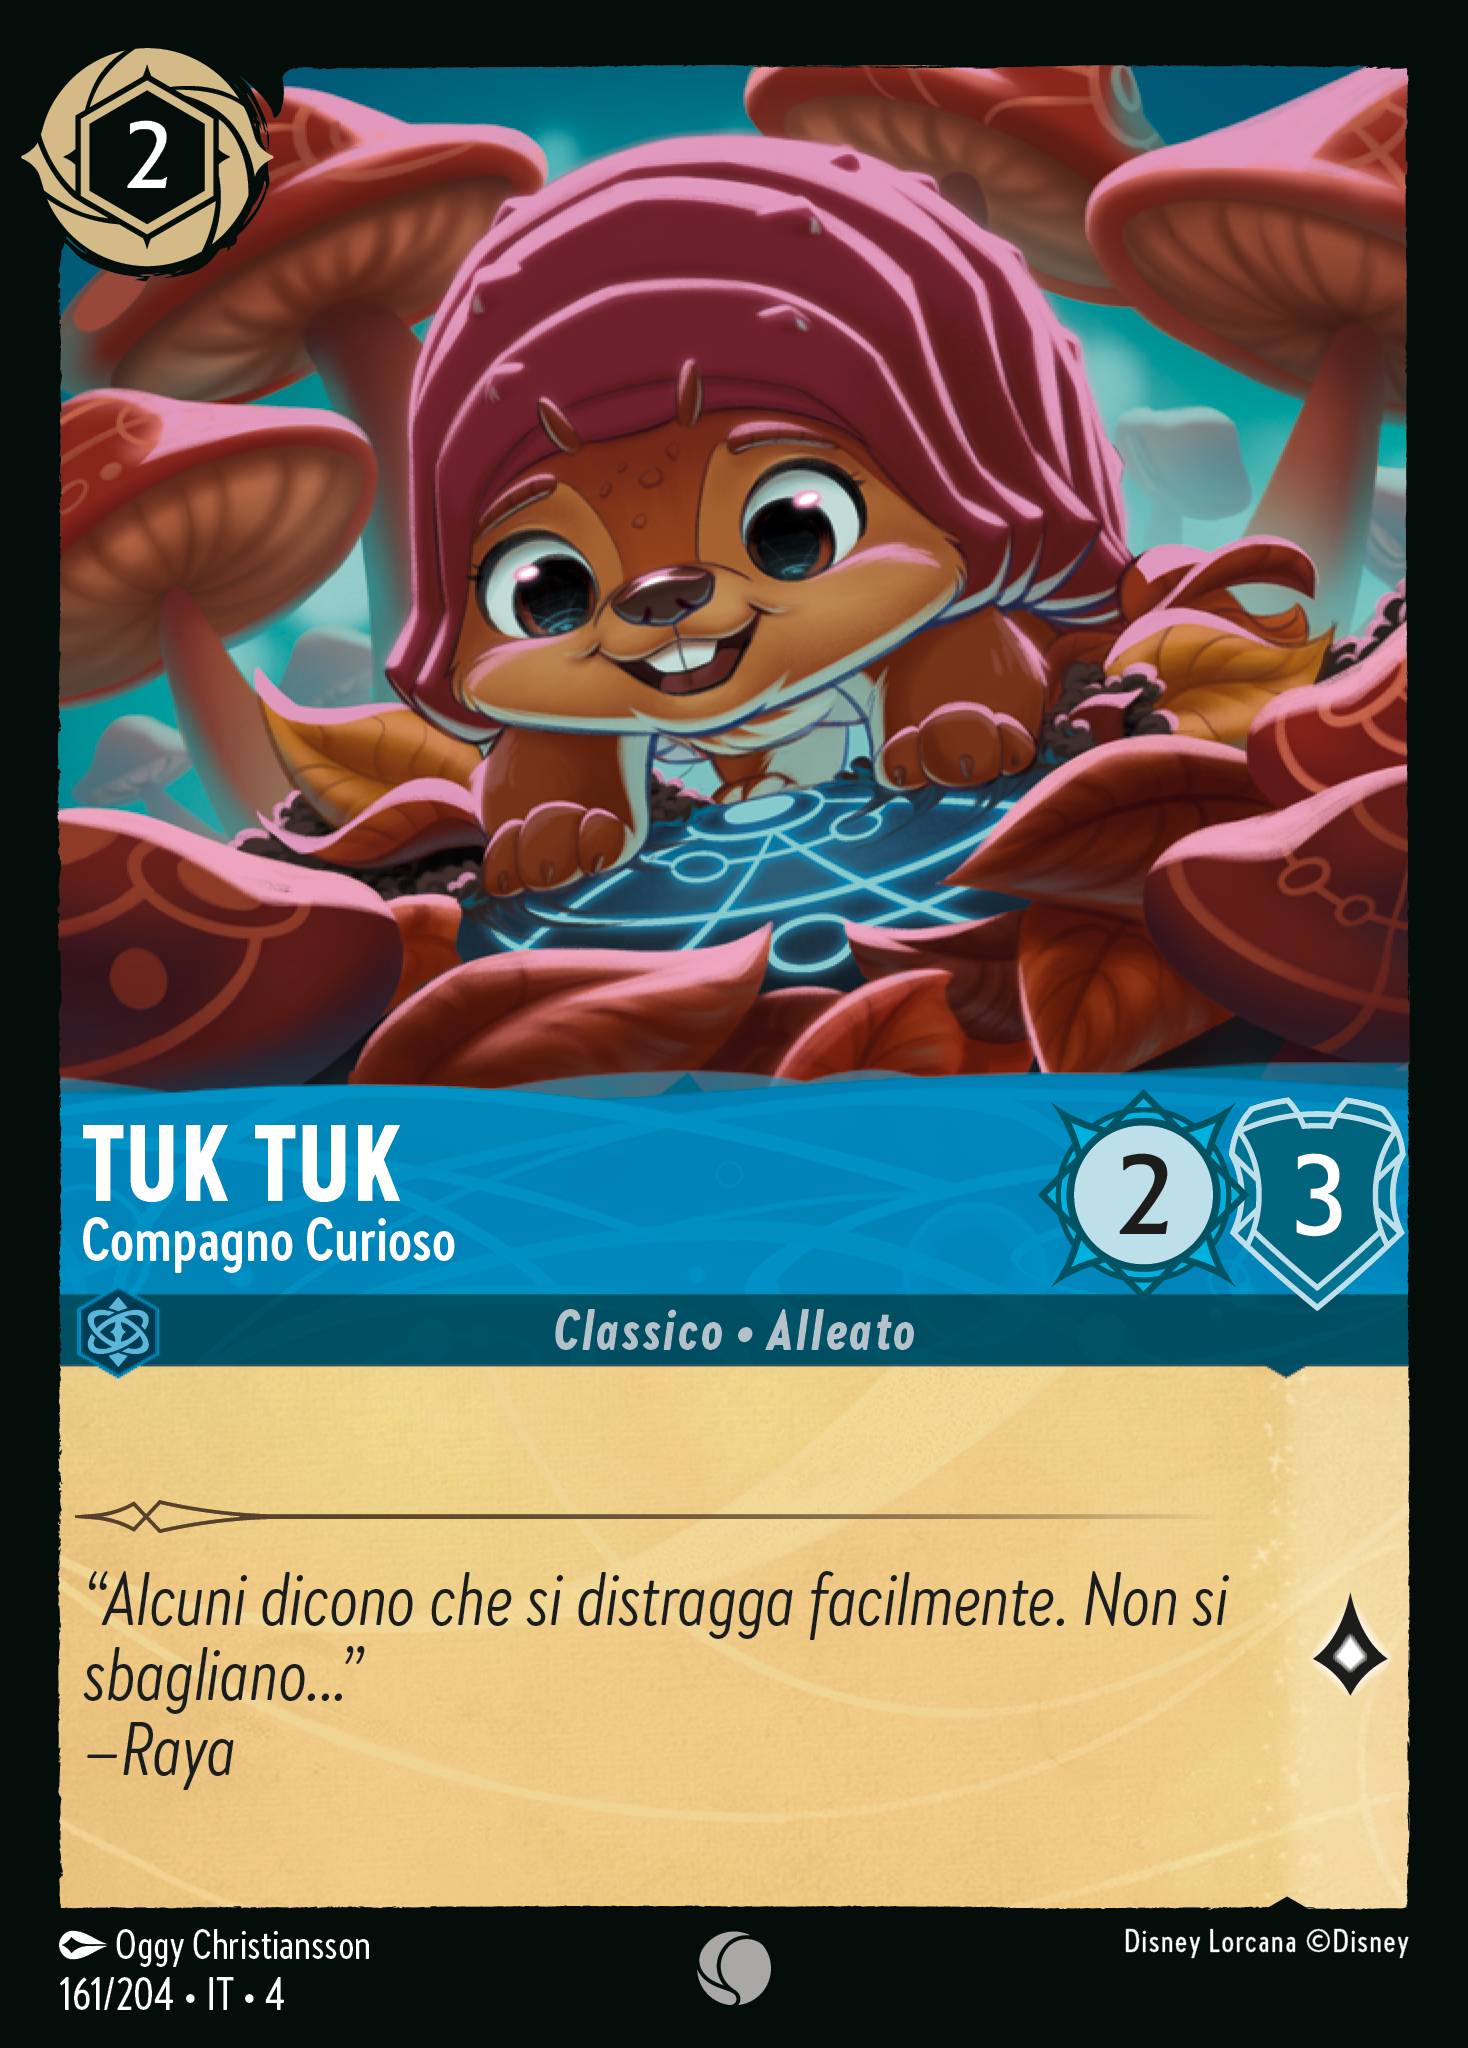 2
TUK TUK
Compagno Curioso
2
3
Classico • Alleato
“Alcuni dicono che si distragga facilmente. Non si
sbagliano...”
–Raya
Oggy Christiansson
Disney Lorcana ©Disney
161/204 • IT • 4